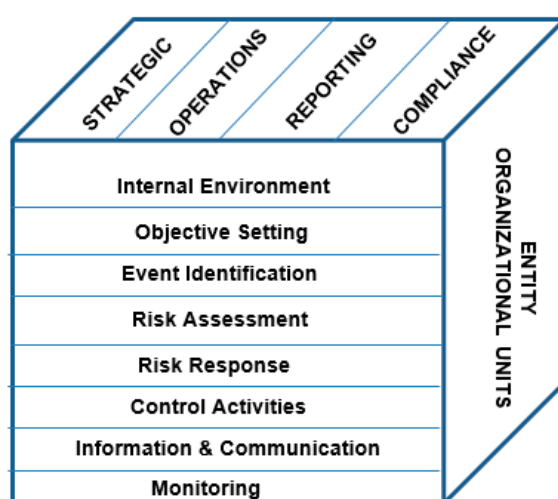 STRATEGIC
OPERATIONS
REPORTING
COMPLIANCE
Internal Environment
Objective Setting
Event Identification
Risk Assessment
Risk Response
Control Activities
Information & Communication
Monitoring
ENTITY
ORGANIZATIONAL UNITS